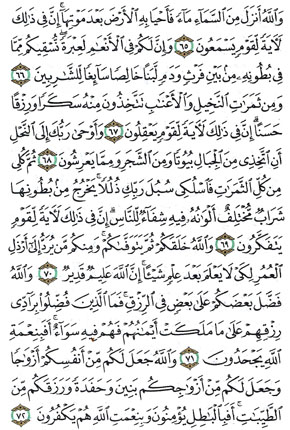 وَٱللَّهُ أَنزَلَ مِنَ ٱلسَّمَآءِ مَآءً فَأَحْيَا بِهِ ٱلْأَرْضَ بَعْدَ مَوْتِهَآ إِنَّ فِى ذَٰلِكَ
لَءَايَةً لِّقَوْمٍ يَسْمَعُونَ ٦٥ وَإِنَّ لَكُمْ فِى ٱلْأَنْعَٰمِ لَعِبْرَةً نُّسْقِيكُم مِّمَّا
فِى بُطُونِهِۦ مِنۢ بَيْنِ فَرْثٍ وَدَمٍ لَّبَنًا خَالِصًا سَآئِغًا لِّلشَّٰرِبِينَ ٦٦
وَمِن ثَمَرَٰتِ ٱلنَّخِيلِ وَٱلْأَعْنَٰبِ تَتَّخِذُونَ مِنْهُ سَكَرًا وَرِزْقًا
حَسَنًا إِنَّ فِى ذَٰلِكَ لَءَايَةً لِّقَوْمٍ يَعْقِلُونَ ٦٧ وَأَوْحَىٰ رَبُّكَ إِلَى ٱلنَّحْلِ
أَنِ ٱتَّخِذِى مِنَ ٱلْجِبَالِ بُيُوتًا وَمِنَ ٱلشَّجَرِ وَمِمَّا يَعْرِشُونَ ٦٨ ثُمَّ كُلِى
مِن كُلِّ ٱلثَّمَرَٰتِ فَٱسْلُكِى سُبُلَ رَبِّكِ ذُلُلًا يَخْرُجُ مِنۢ بُطُونِهَا
شَرَابٌ مُّخْتَلِفٌ أَلْوَٰنُهُۥ فِيهِ شِفَآءٌ لِّلنَّاسِ إِنَّ فِى ذَٰلِكَ لَءَايَةً لِّقَوْمٍ
يَتَفَكَّرُونَ ٦٩ وَٱللَّهُ خَلَقَكُمْ ثُمَّ يَتَوَفَّىٰكُمْ وَمِنكُم مَّن يُرَدُّ إِلَىٰٓ أَرْذَلِ
ٱلْعُمُرِ لِكَىْ لَا يَعْلَمَ بَعْدَ عِلْمٍ شَيْـًٔا إِنَّ ٱللَّهَ عَلِيمٌ قَدِيرٌ ٧٠ وَٱللَّهُ
فَضَّلَ بَعْضَكُمْ عَلَىٰ بَعْضٍ فِى ٱلرِّزْقِ فَمَا ٱلَّذِينَ فُضِّلُوا۟ بِرَآدِّى
رِزْقِهِمْ عَلَىٰ مَا مَلَكَتْ أَيْمَٰنُهُمْ فَهُمْ فِيهِ سَوَآءٌ أَفَبِنِعْمَةِ
ٱللَّهِ يَجْحَدُونَ ٧١ وَٱللَّهُ جَعَلَ لَكُم مِّنْ أَنفُسِكُمْ أَزْوَٰجًا
وَجَعَلَ لَكُم مِّنْ أَزْوَٰجِكُم بَنِينَ وَحَفَدَةً وَرَزَقَكُم مِّنَ
ٱلطَّيِّبَٰتِ أَفَبِٱلْبَٰطِلِ يُؤْمِنُونَ وَبِنِعْمَتِ ٱللَّهِ هُمْ يَكْفُرُونَ ٧٢